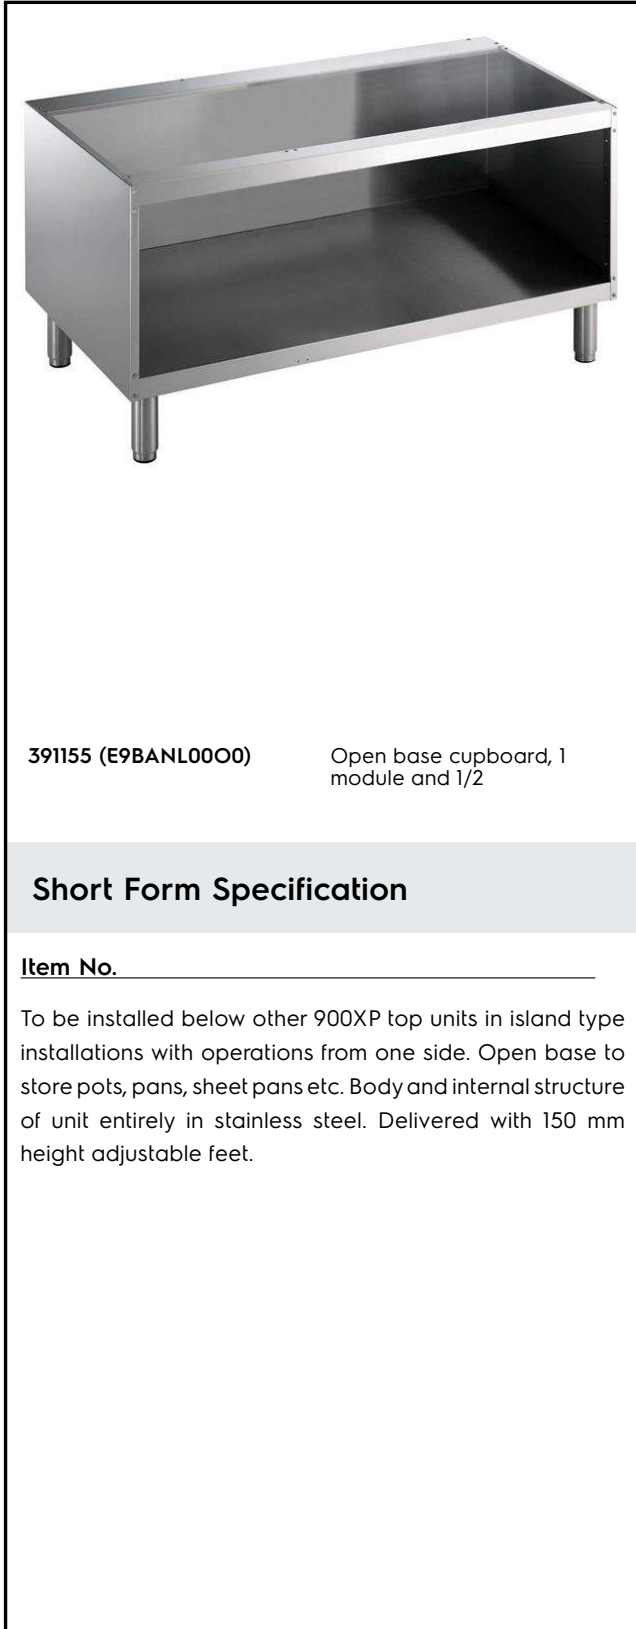 391155 (E9BANL00O0)
Open base cupboard, 1
module and 1/2
Short Form Specification
Item No.
To be installed below other 900XP top units in island type
installations with operations from one side. Open base to
store pots, pans, sheet pans etc. Body and internal structure
of unit entirely in stainless steel. Delivered with 150 mm
height adjustable feet.